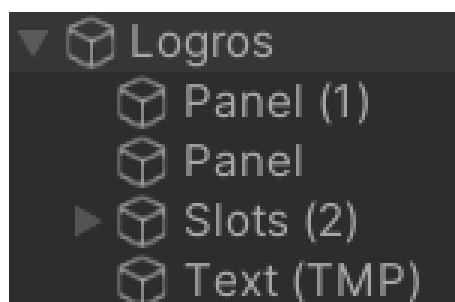 Logros
Panel (1)
Panel
Slots (2)
Text (TMP)